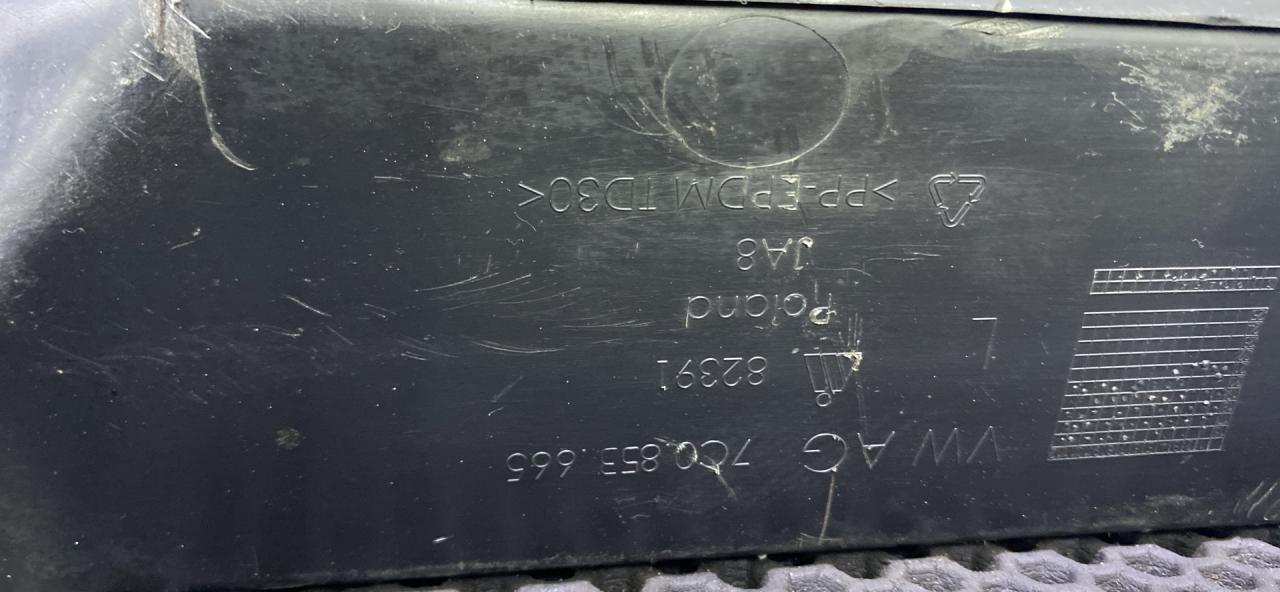 VW AG 7C0.853.665
82391
L Poland
JA8
>PP-EPDM TD30<